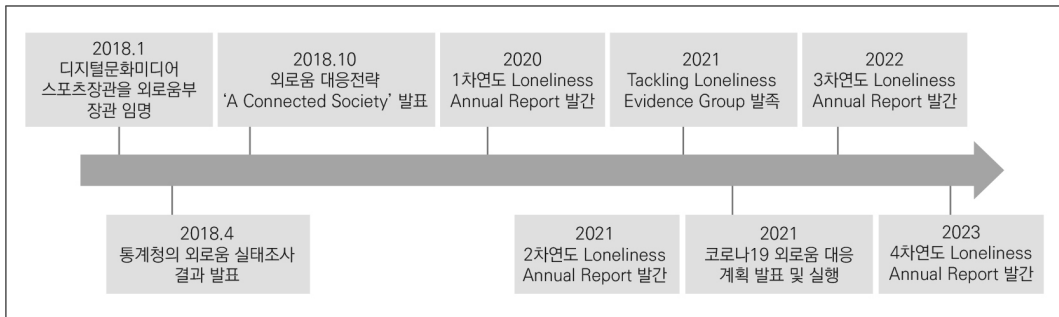 2018.1
디지털문화미디어
스포츠장관을 외로움부
장관 임명
2018.10
외로움 대응전략
‘A Connected Society’ 발표
2020
1차연도 Loneliness
Annual Report 발간
2021
Tackling Loneliness
Evidence Group 발족
2022
3차연도 Loneliness
Annual Report 발간
2018.4
통계청의 외로움 실태조사
결과 발표
2021
2차연도 Loneliness
Annual Report 발간
2021
코로나19 외로움 대응
계획 발표 및 실행
2023
4차연도 Loneliness
Annual Report 발간